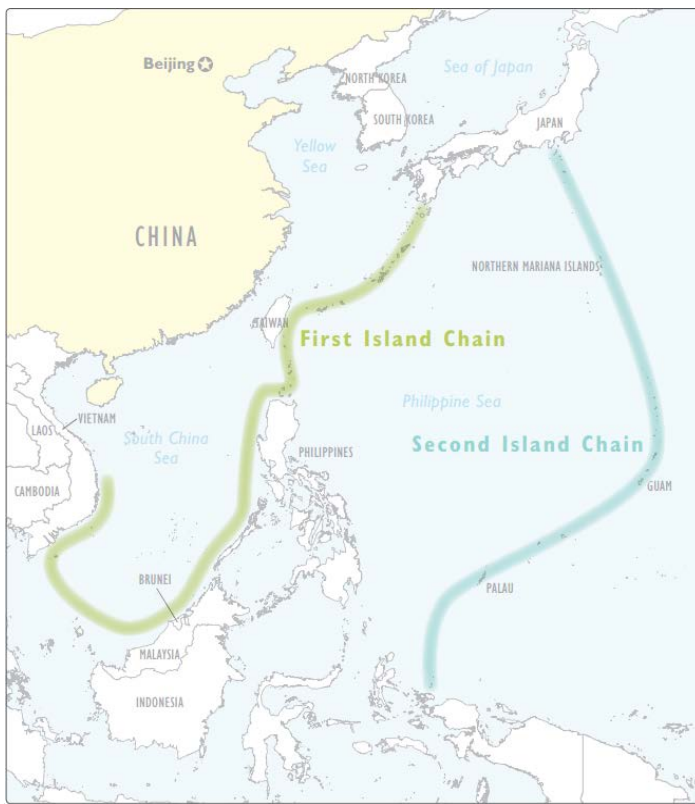 Beijing
Sea of Japan
NORTH KOREA
SOUTH KOREA
JAPAN
Yellow
Sea
CHINA
NORTHERN MARIANA ISLANDS
TAIWAN
First Island Chain
Philippine Sea
VIETNAM
LAOS
South China
Sea
Second Island Chain
PHILIPPINES
CAMBODIA
GUAM
BRUNEI
PALAU
MALAYSIA
INDONESIA